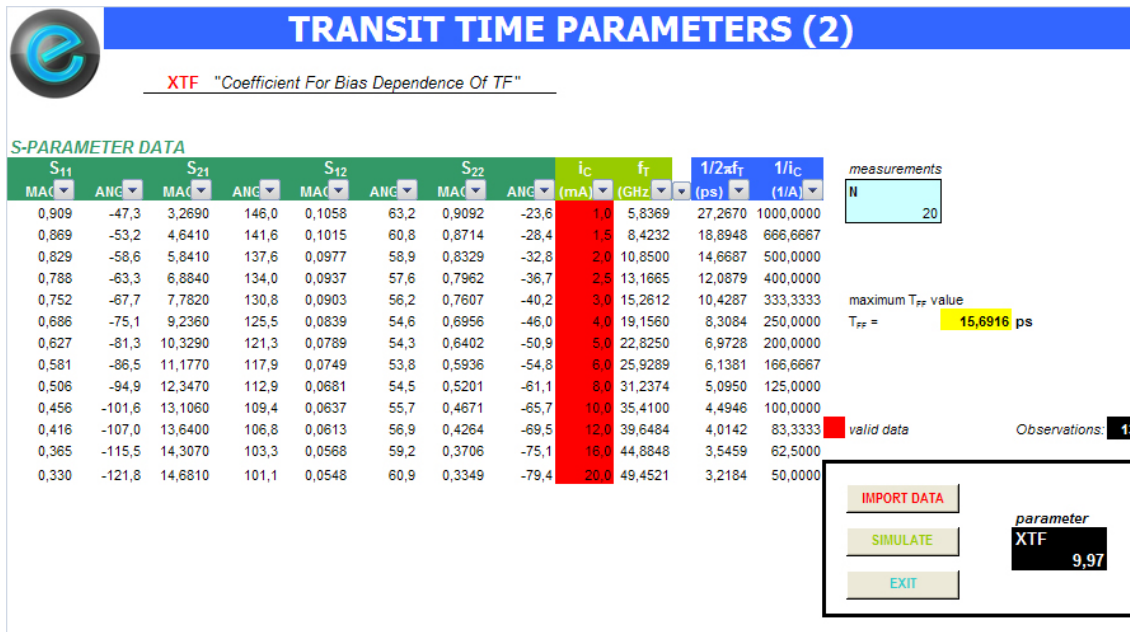 TRANSIT TIME PARAMETERS (2)
XTF "Coefficient For Bias Dependence Of TF"
S-PARAMETER DATA
S11 S21 S12 S22 iC fT 1/2πfT 1/iC
MAG ANG MAG ANG MAG ANG MAG ANG (mA) (GHz (ps) (1/A)
0,909 -47,3 3,2690 146,0 0,1058 63,2 0,9092 -23,6 1,0 5,8369 27,2670 1000,0000
0,869 -53,2 4,6410 141,6 0,1015 60,8 0,8714 -28,4 1,5 8,4232 18,8948 666,6667
0,829 -58,6 5,8410 137,6 0,0977 58,9 0,8329 -32,8 2,0 10,8500 14,6687 500,0000
0,788 -63,3 6,8840 134,0 0,0937 57,6 0,7962 -36,7 2,5 13,1665 12,0879 400,0000
0,752 -67,7 7,7820 130,8 0,0903 56,2 0,7607 -40,2 3,0 15,2612 10,4287 333,3333
0,686 -75,1 9,2360 125,5 0,0839 54,6 0,6956 -46,0 4,0 19,1560 8,3084 250,0000
0,627 -81,3 10,3290 121,3 0,0789 54,3 0,6402 -50,9 5,0 22,8250 6,9728 200,0000
0,581 -86,5 11,1770 117,9 0,0749 53,8 0,5936 -54,8 6,0 25,9289 6,1381 166,6667
0,506 -94,9 12,3470 112,9 0,0681 54,5 0,5201 -61,1 8,0 31,2374 5,0950 125,0000
0,456 -101,6 13,1060 109,4 0,0637 55,7 0,4671 -65,7 10,0 35,4100 4,4946 100,0000
0,416 -107,0 13,6400 106,8 0,0613 56,9 0,4264 -69,5 12,0 39,6484 4,0142 83,3333
0,365 -115,5 14,3070 103,3 0,0568 59,2 0,3706 -75,1 16,0 44,8848 3,5459 62,5000
0,330 -121,8 14,6810 101,1 0,0548 60,9 0,3349 -79,4 20,0 49,4521 3,2184 50,0000
measurements
N
20
maximum TFF value
TFF = 15,6916 ps
valid data Observations:
IMPORT DATA
SIMULATE
EXIT
parameter
XTF
9,97